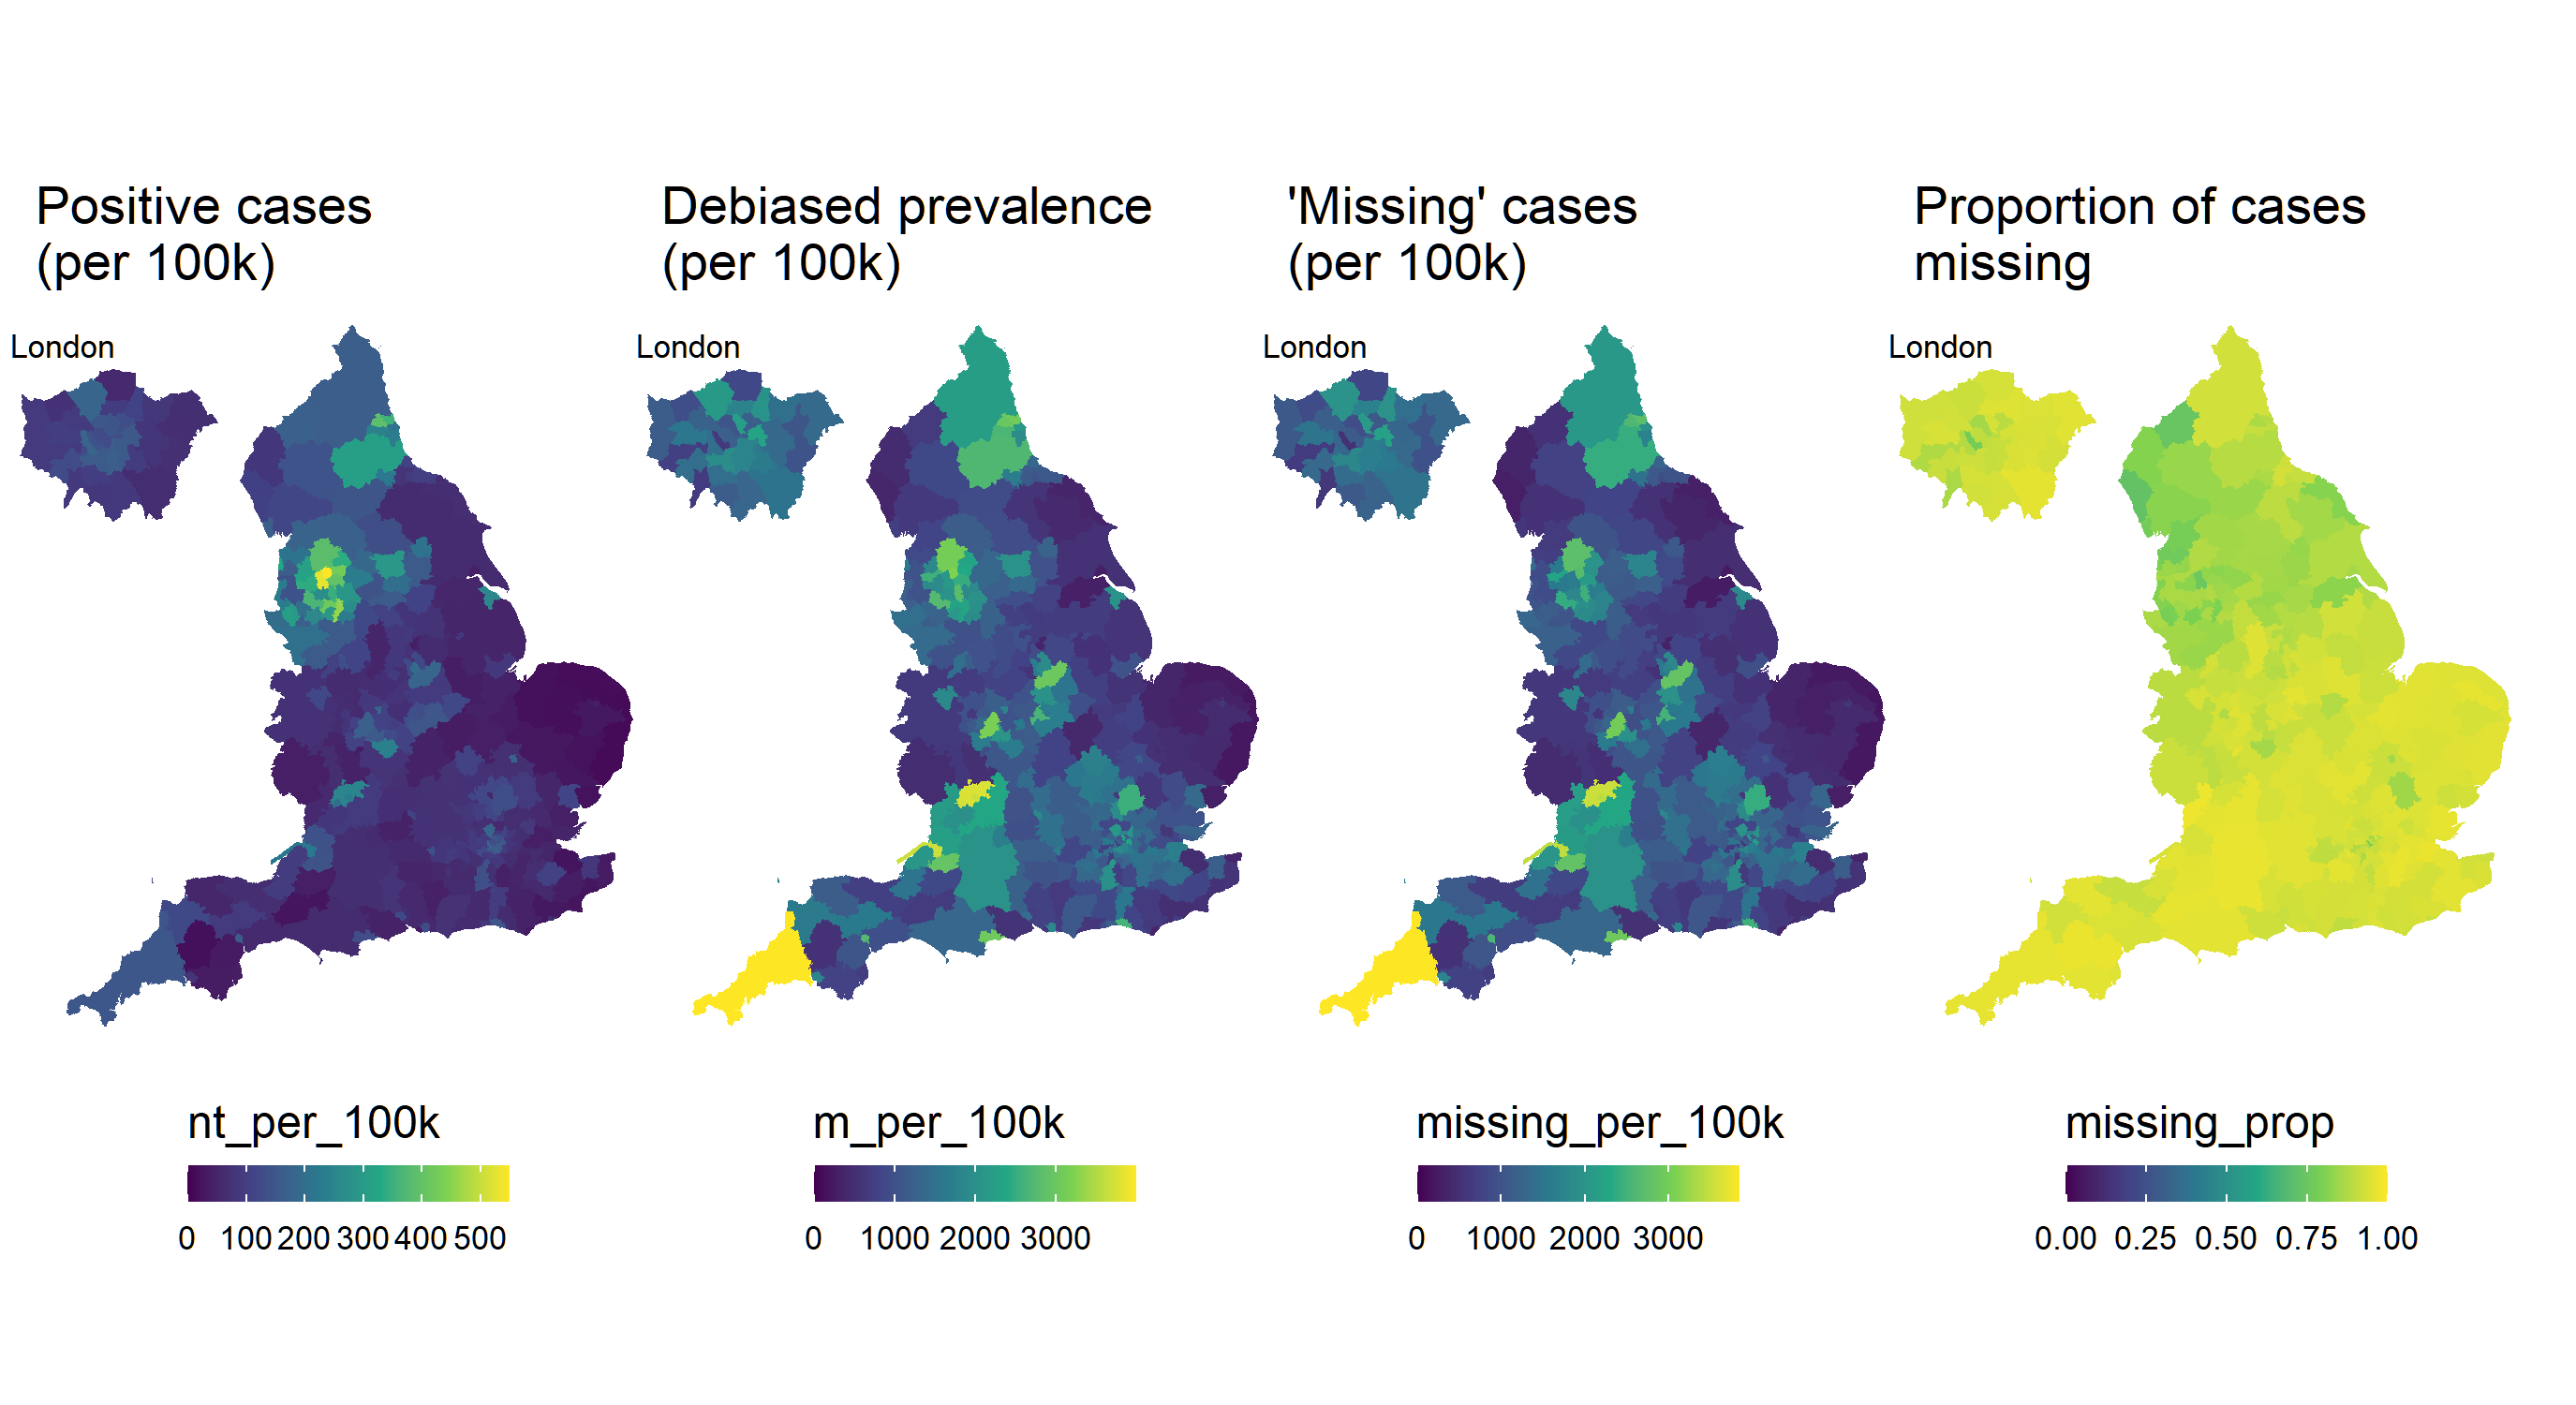 Positive cases
(per 100k)
London
nt_per_100k
0 100 200 300 400 500
Debiased prevalence
(per 100k)
London
m_per_100k
0 1000 2000 3000
'Missing' cases
(per 100k)
London
missing_per_100k
0 1000 2000 3000
Proportion of cases
missing
London
missing_prop
0.00 0.25 0.50 0.75 1.00